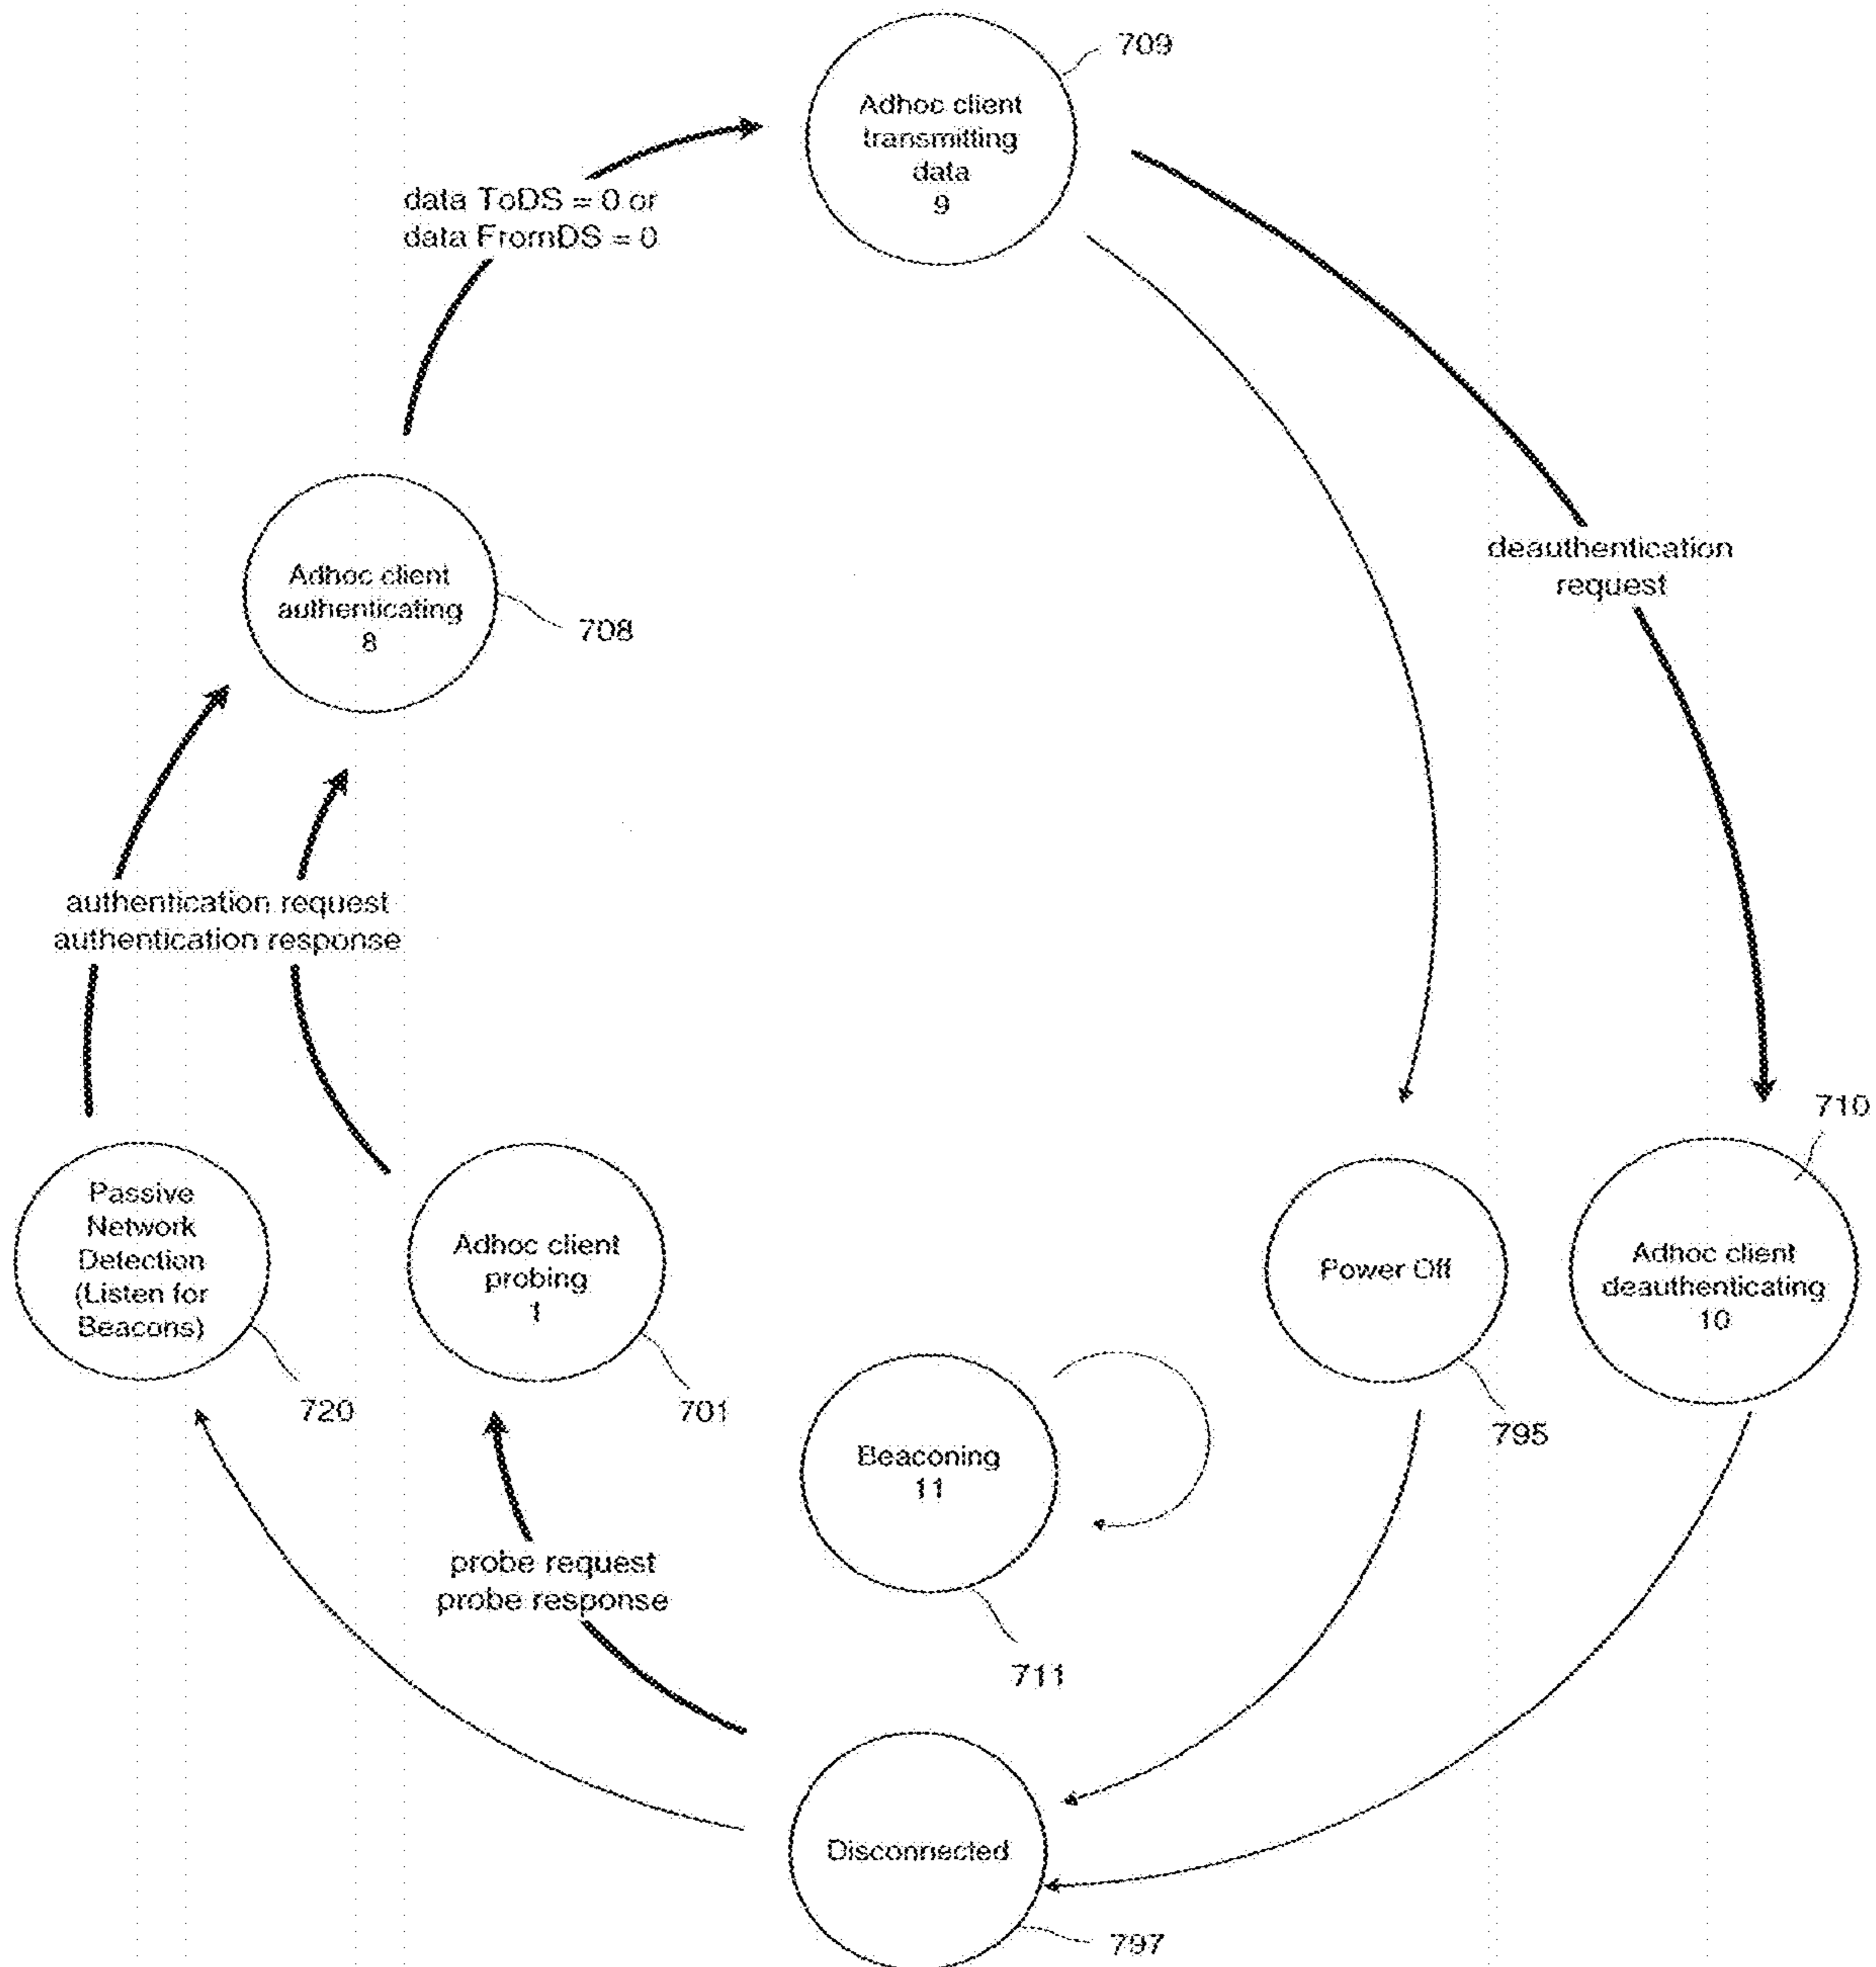 709
Adhoc client
transmitting
data
9
data ToDS = 0 or
data FromDS = 0
deauthentication
request
Adhoc client
authenticating
8
708
authentication request
authentication response
710
Passive
Network
Detection
(Listen for
Beacons)
720
Adhoc client
probing
1
701
Power Off
795
Adhoc client
deauthenticating
10
Beaconing
11
711
probe request
probe response
Disconnected
797